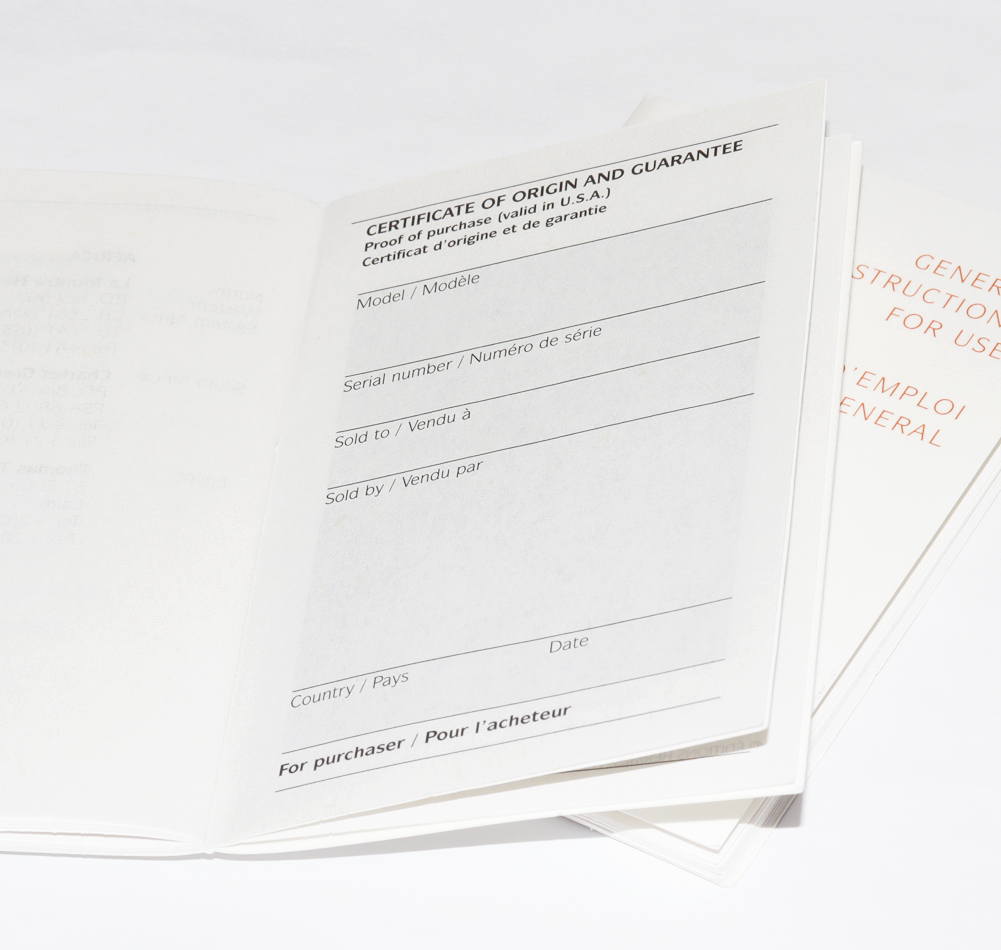 CERTIFICATE OF ORIGIN AND GUARANTEE
Proof of purchase (valid in U.S.A.)
Certificat d'origine et de garantie
Model / Modèle
Serial number / Numéro de série
Sold to / Vendu à
Sold by / Vendu par
Country / Pays Date
For purchaser / Pour l'acheteur
GENER
STRUCTION
FOR USE
D'EMPLOI
ENERAL